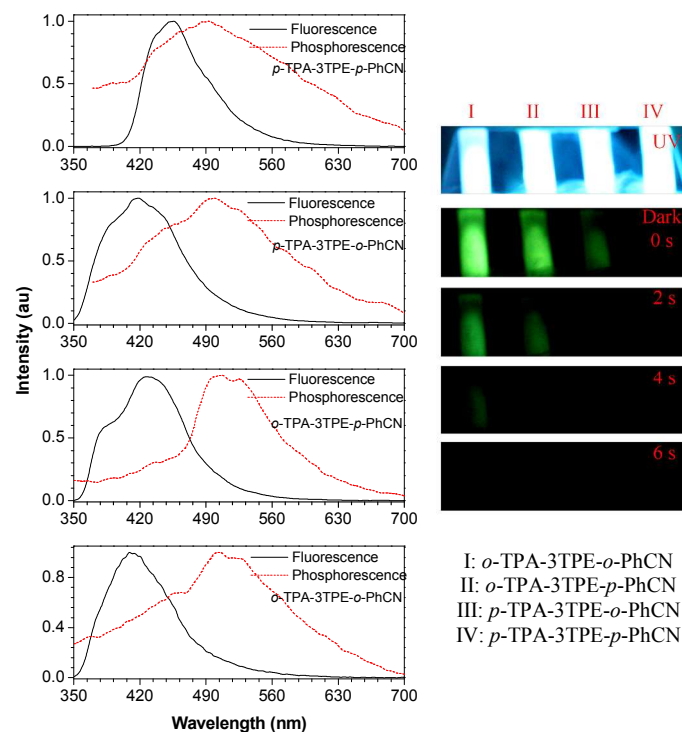 1.0
0.5
0.0
350 420 490 560 630 700
Fluorescence
Phosphorescence
p-TPA-3TPE-p-PhCN
1.0
0.5
0.0
350 420 490 560 630 700
Fluorescence
Phosphorescence
p-TPA-3TPE-o-PhCN
1.0
0.5
0.0
350 420 490 560 630 700
Fluorescence
Phosphorescence
o-TPA-3TPE-p-PhCN
0.8
0.4
0.0
350 420 490 560 630 700
Fluorescence
Phosphorescence
o-TPA-3TPE-o-PhCN
Intensity (au)
Wavelength (nm)
I II III IV
UV
Dark
0 s
2 s
4 s
6 s
I: o-TPA-3TPE-o-PhCN
II: o-TPA-3TPE-p-PhCN
III: p-TPA-3TPE-o-PhCN
IV: p-TPA-3TPE-p-PhCN